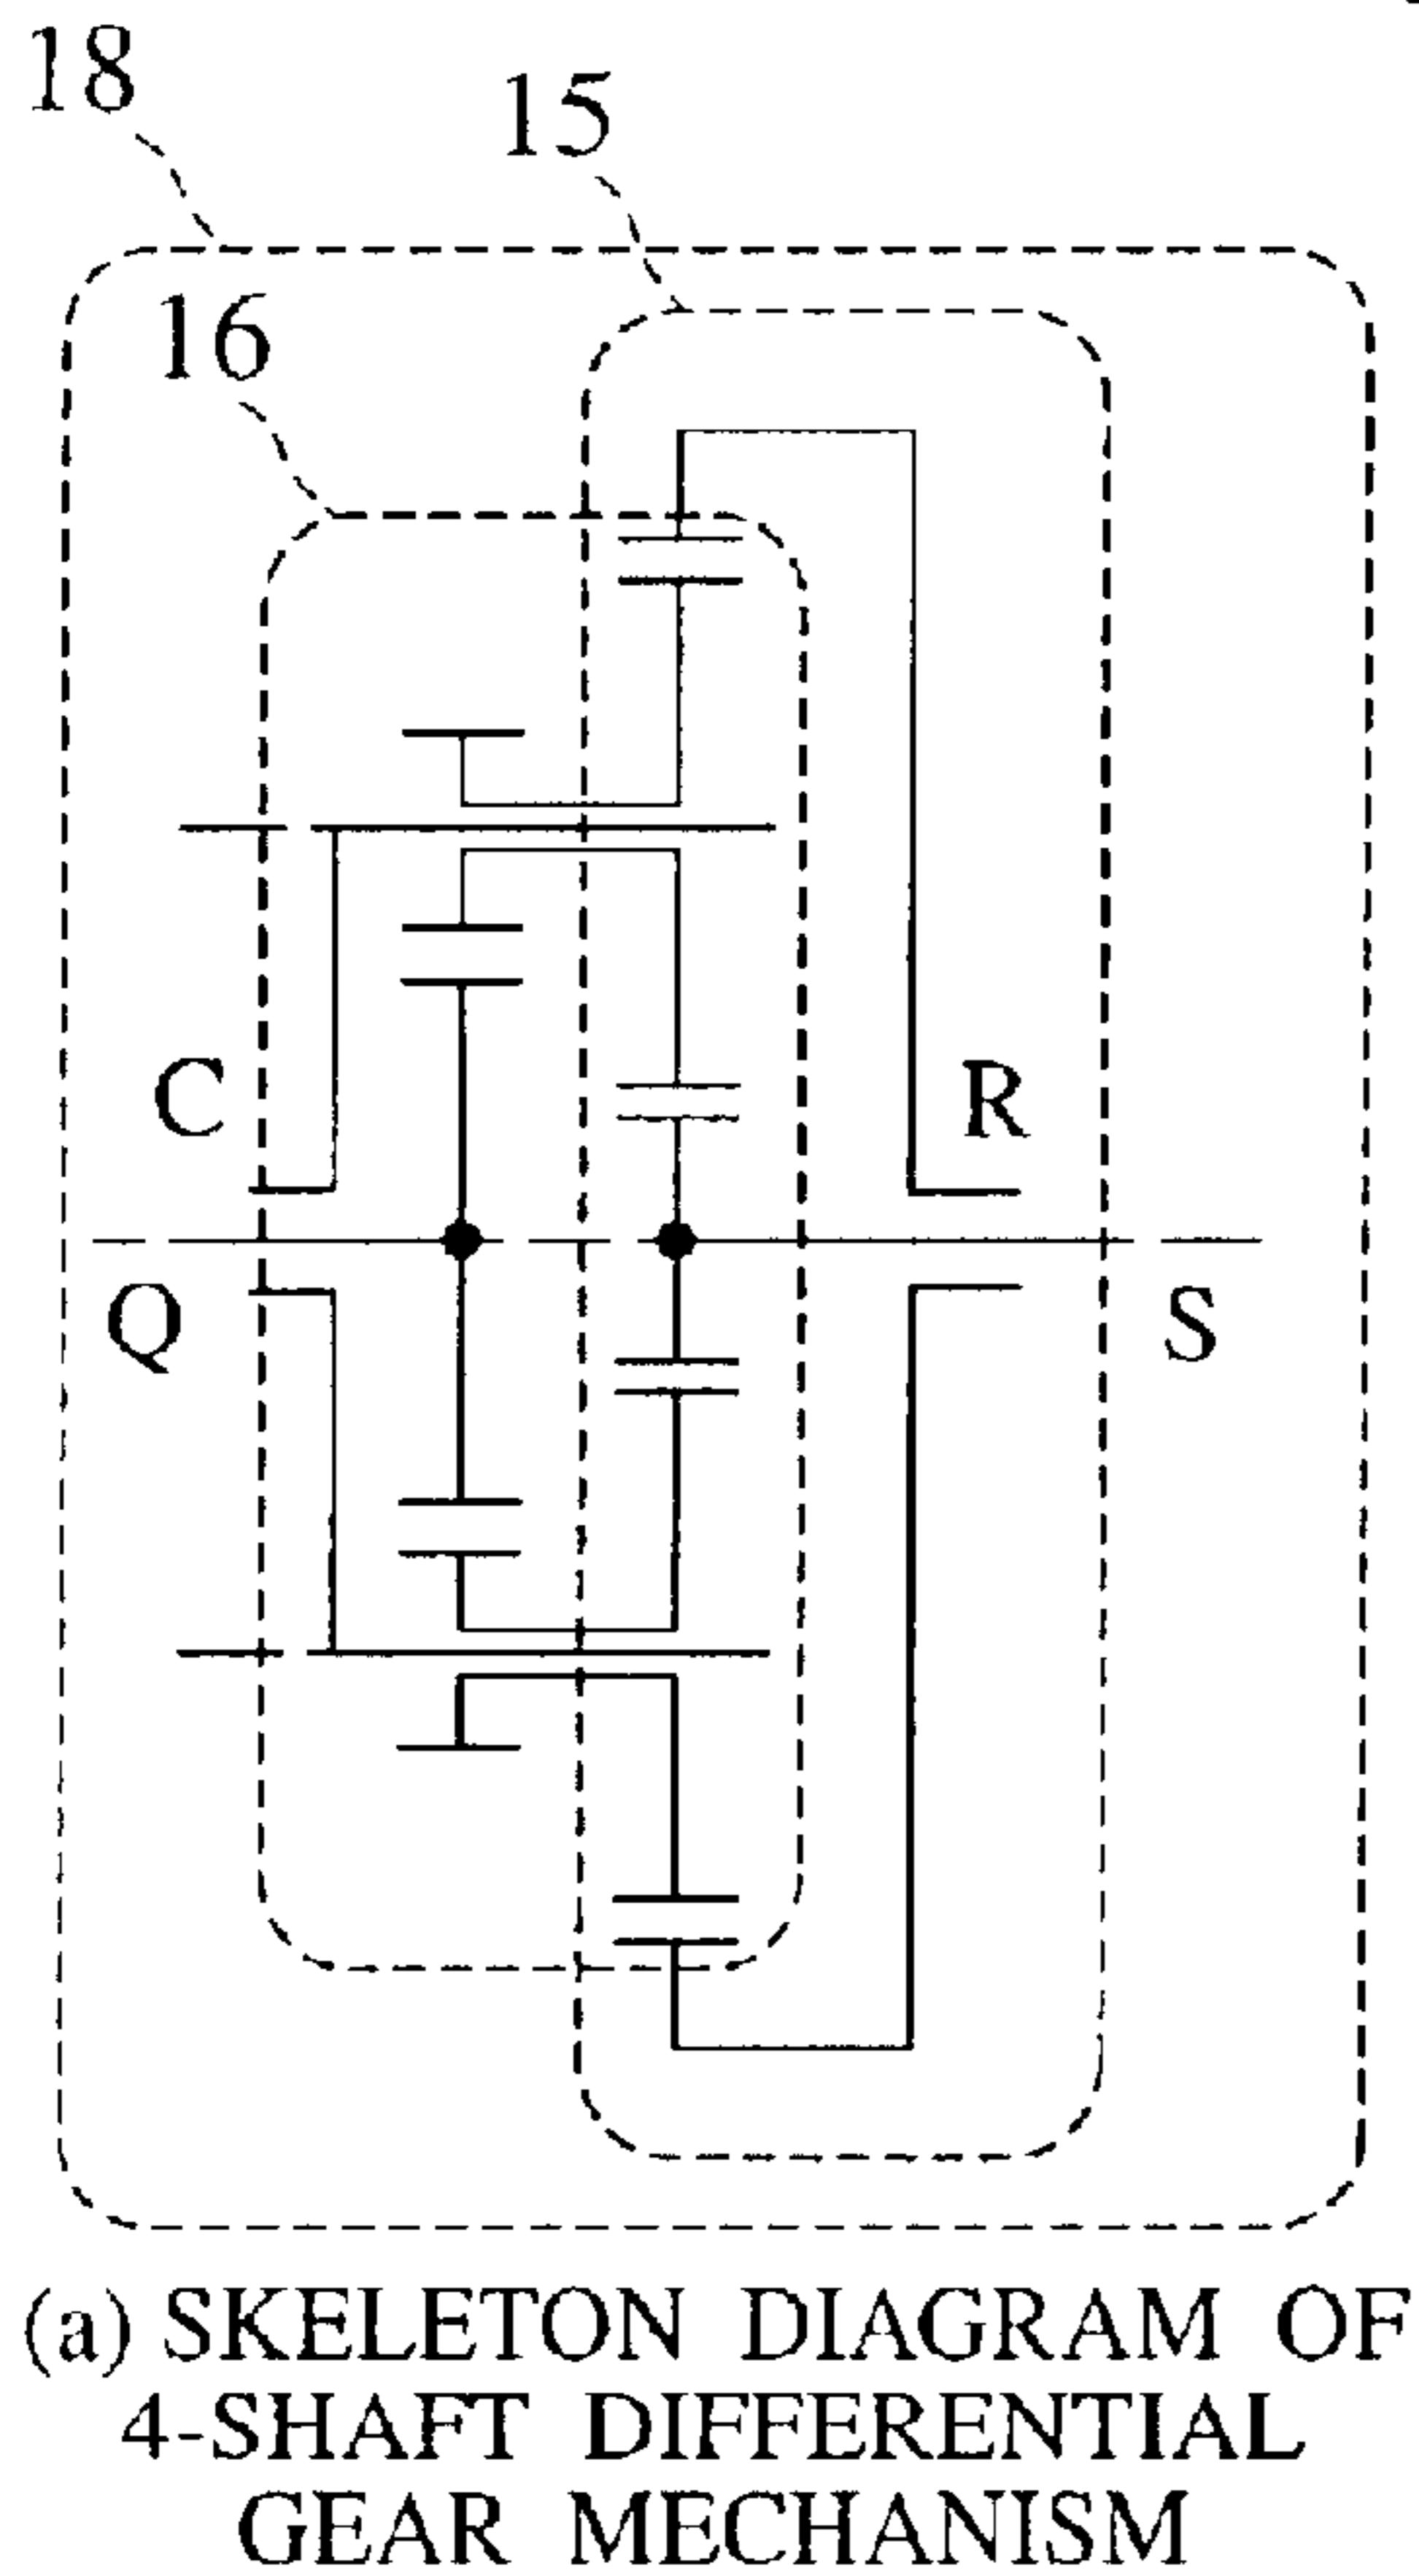 18
15
16
C
R
Q
S
(a) SKELETON DIAGRAM OF
4-SHAFT DIFFERENTIAL
GEAR MECHANISM